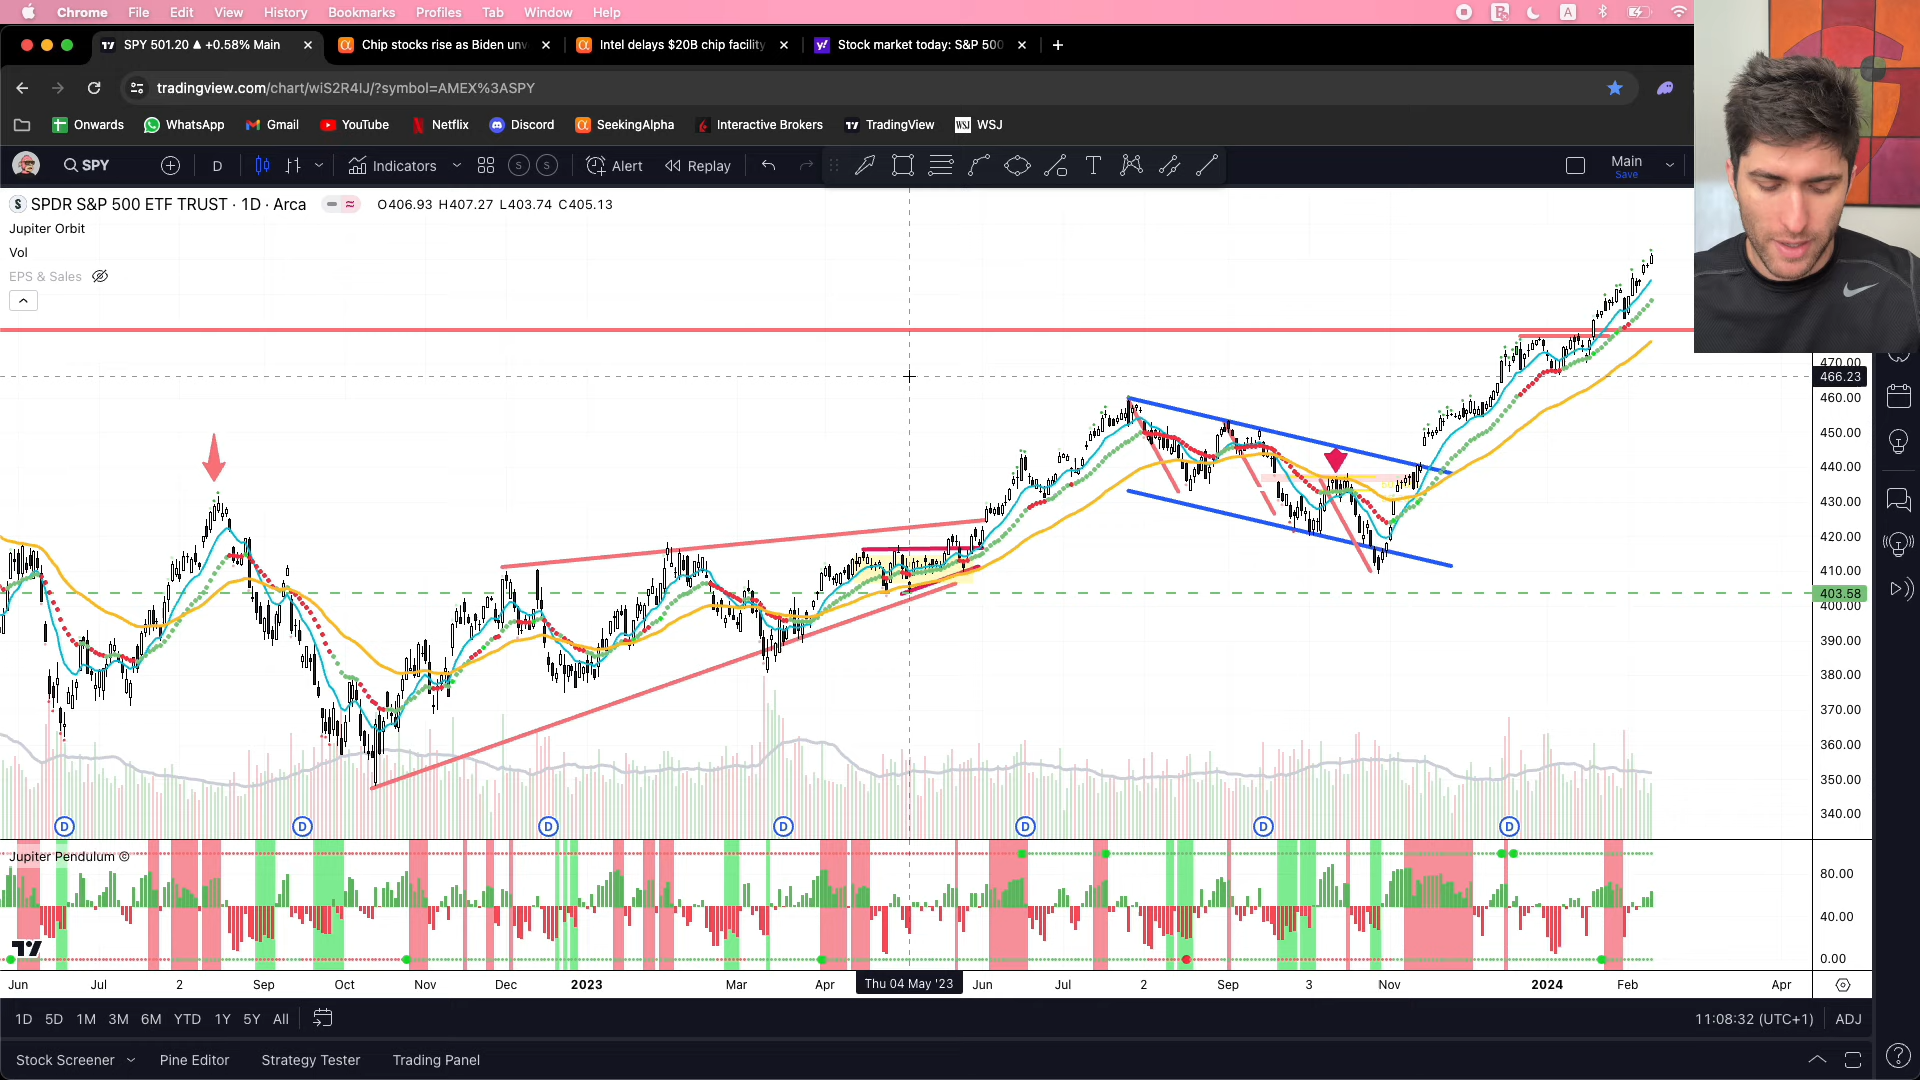 Chrome File Edit View History Bookmarks Profiles Tab Window Help A
SPY 501.20 ▲ +0.58% Main
Chip stocks rise as Biden unv
Intel delays $20B chip facility
Stock market today: S&P 500
tradingview.com/chart/wiS2R4IJ/?symbol=AMEX%3ASPY
Onwards WhatsApp Gmail YouTube Netflix Discord SeekingAlpha Interactive Brokers TradingView WSJ WSJ
SPY D Indicators S S Alert Replay T Main
Save
SPDR S&P 500 ETF TRUST · 1D · Arca O406.93 H407.27 L403.74 C405.13
Jupiter Orbit
Vol
EPS & Sales
470.00
466.23
460.00
450.00
440.00
430.00
420.00
410.00
403.58
400.00
390.00
380.00
370.00
360.00
350.00
340.00
D D D D D D D
Jupiter Pendulum ©
80.00
40.00
0.00
Jun Jul 2 Sep Oct Nov Dec 2023 Mar Apr Thu 04 May '23 Jun Jul 2 Sep 3 Nov 2024 Feb Apr
1D 5D 1M 3M 6M YTD 1Y 5Y All 11:08:32 (UTC+1) ADJ
Stock Screener Pine Editor Strategy Tester Trading Panel